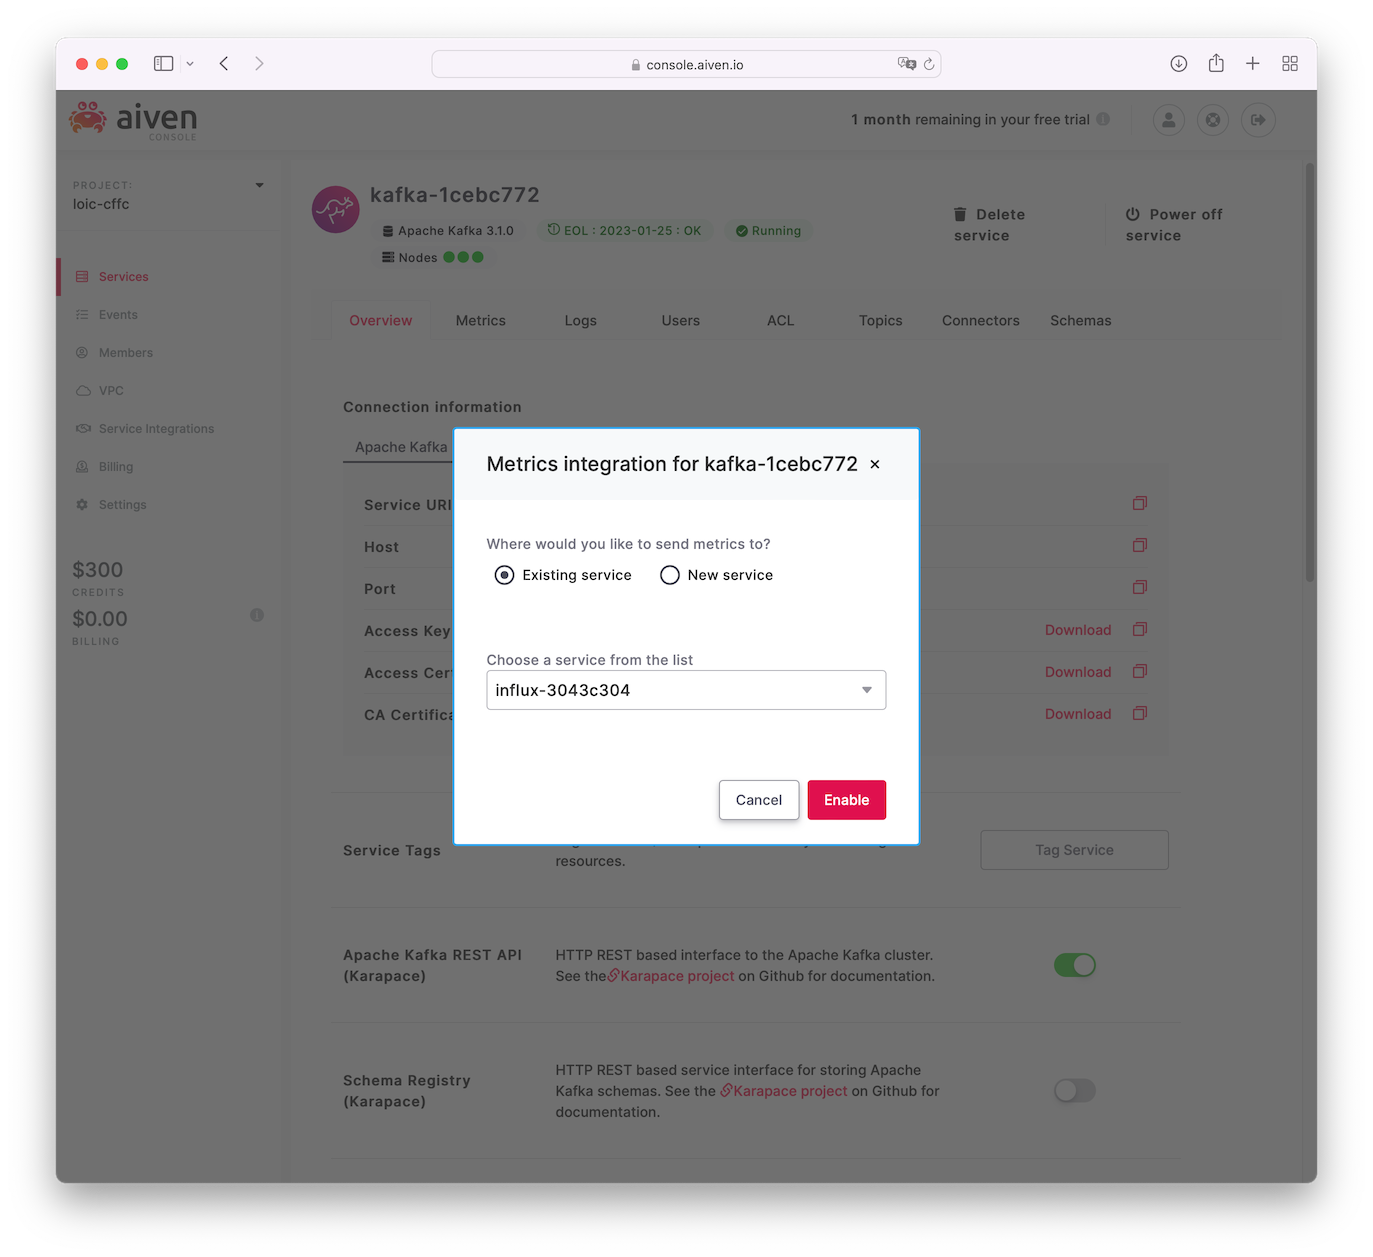 console.aiven.io
aiven
CONSOLE
1 month remaining in your free trial
PROJECT:
loic-cffc
Services
Events
Members
VPC
Service Integrations
Billing
Settings
$300
CREDITS
$0.00
BILLING
kafka-1cebc772
Apache Kafka 3.1.0
EOL : 2023-01-25 : OK
Running
Nodes
Delete
service
Power off
service
Overview
Metrics
Logs
Users
ACL
Topics
Connectors
Schemas
Connection information
Apache Kafka
Service URI
Host
Port
Access Key
Download
Access Cer
Download
CA Certifica
Download
Metrics integration for kafka-1cebc772
Where would you like to send metrics to?
Existing service
New service
Choose a service from the list
influx-3043c304
Cancel
Enable
Service Tags
resources.
Tag Service
Apache Kafka REST API
(Karapace)
HTTP REST based interface to the Apache Kafka cluster.
See the Karapace project on Github for documentation.
Schema Registry
(Karapace)
HTTP REST based service interface for storing Apache
Kafka schemas. See the Karapace project on Github for
documentation.